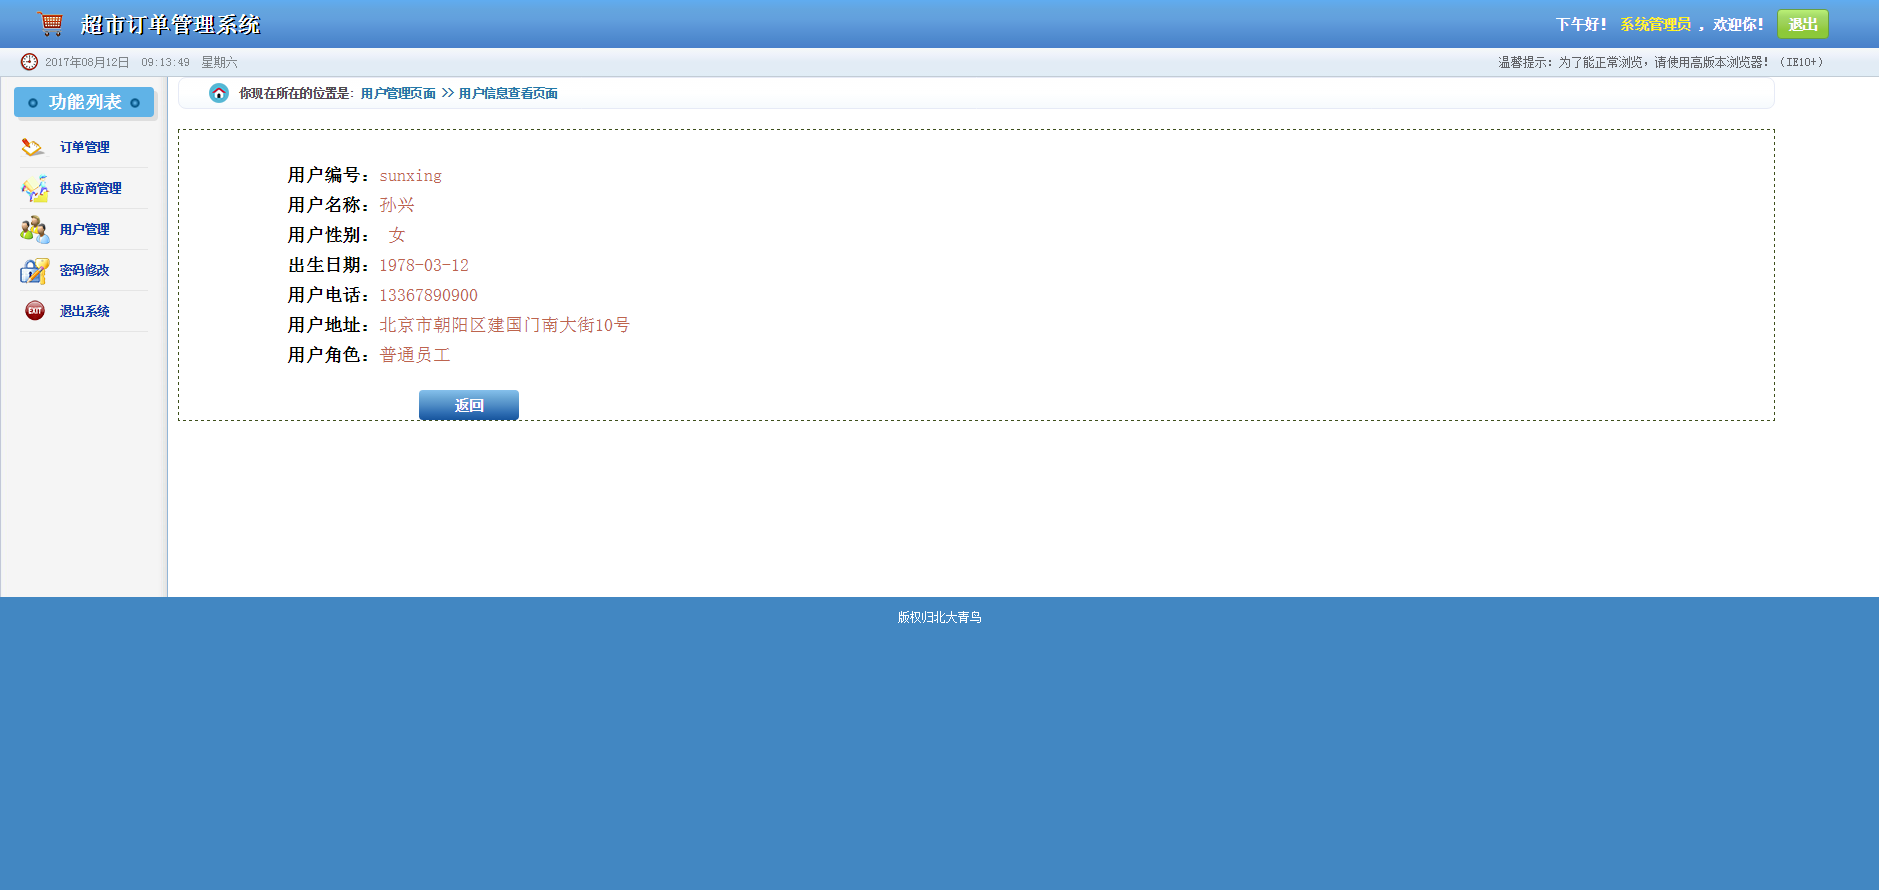 超市订单管理系统
下午好! 系统管理员 ，欢迎你!
退出
2017年08月12日 09:13:49 星期六
温馨提示：为了能正常浏览，请使用高版本浏览器！（IE10+）
功能列表
订单管理
供应商管理
用户管理
密码修改
EXIT 退出系统
你现在所在的位置是: 用户管理页面 >> 用户信息查看页面
用户编号：sunxing
用户名称：孙兴
用户性别： 女
出生日期：1978-03-12
用户电话：13367890900
用户地址：北京市朝阳区建国门南大街10号
用户角色：普通员工
返回
版权归北大青鸟